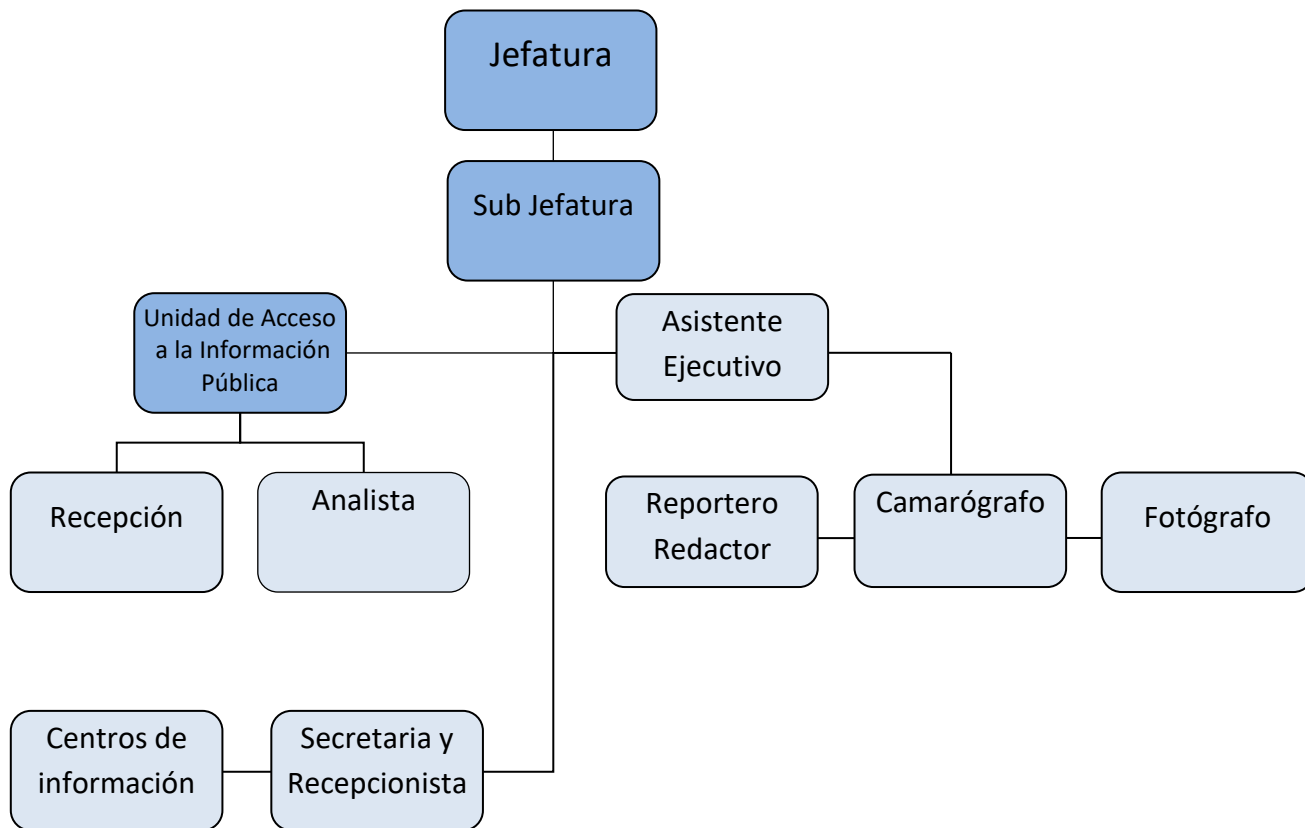 Jefatura
Sub Jefatura
Unidad de Acceso
a la Información
Pública
Asistente
Ejecutivo
Recepción
Analista
Reportero
Redactor
Camarógrafo
Fotógrafo
Centros de
información
Secretaria y
Recepcionista